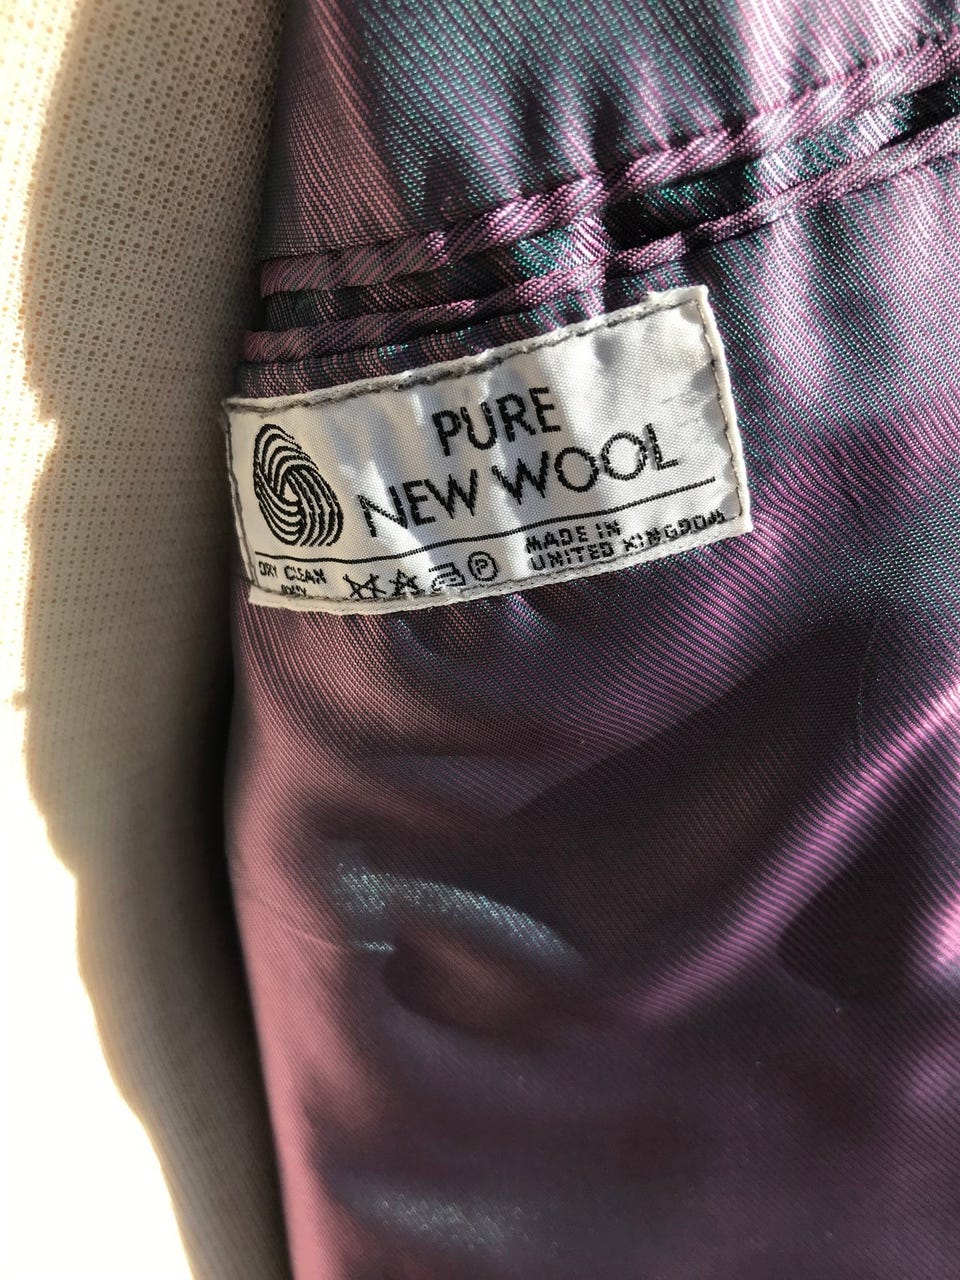 PURE
NEW WOOL
DRY CLEAN
ONLY
P
MADE IN
UNITED KINGDOM